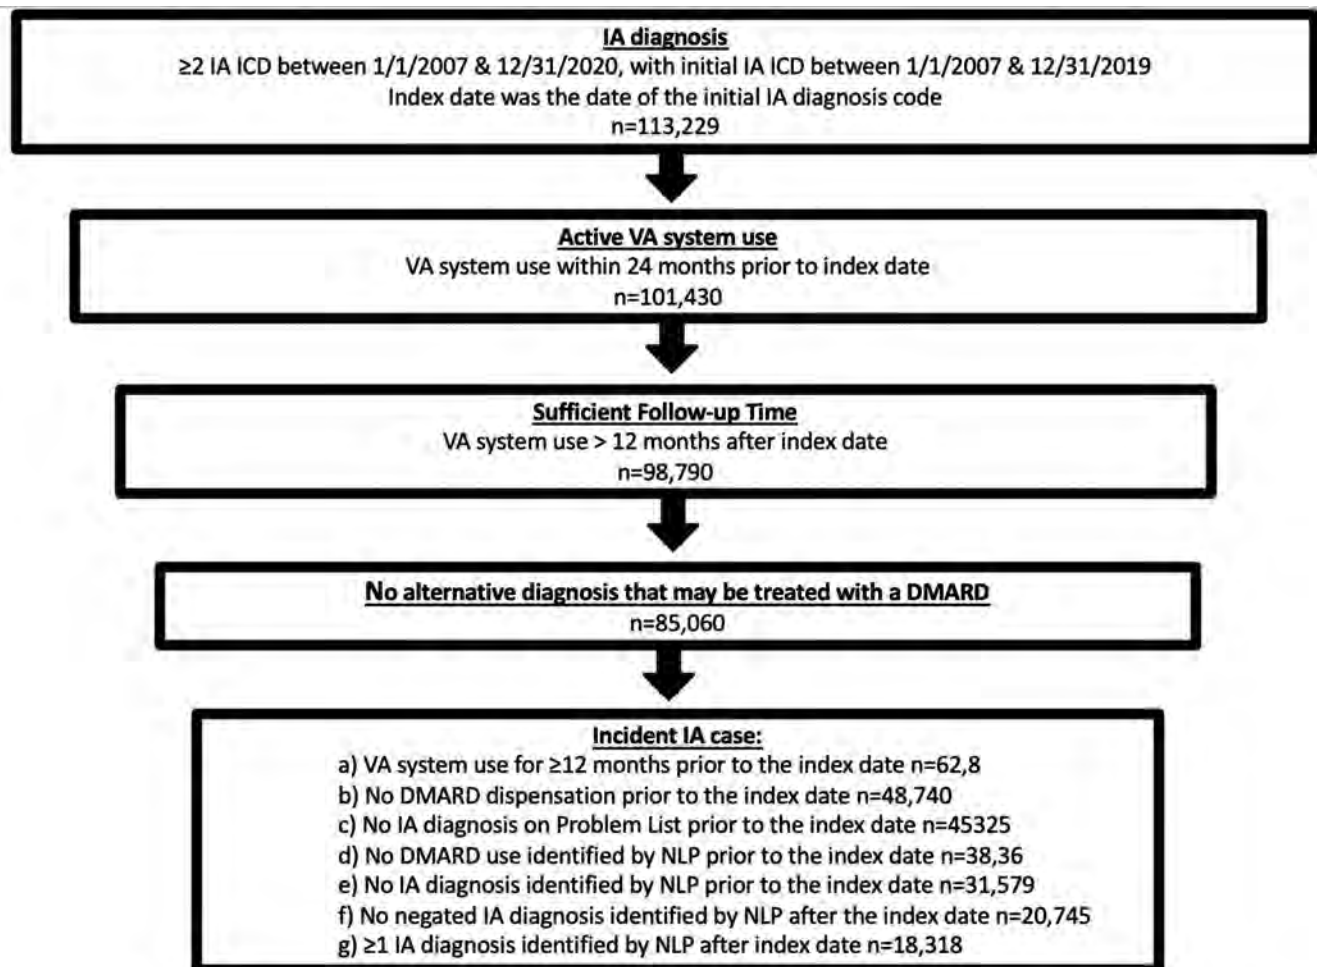 IA diagnosis
≥2 IA ICD between 1/1/2007 & 12/31/2020, with initial IA ICD between 1/1/2007 & 12/31/2019
Index date was the date of the initial IA diagnosis code
n=113,229
Active VA system use
VA system use within 24 months prior to index date
n=101,430
Sufficient Follow-up Time
VA system use > 12 months after index date
n=98,790
No alternative diagnosis that may be treated with a DMARD
n=85,060
Incident IA case:
a) VA system use for ≥12 months prior to the index date n=62,8
b) No DMARD dispensation prior to the index date n=48,740
c) No IA diagnosis on Problem List prior to the index date n=45325
d) No DMARD use identified by NLP prior to the index date n=38,36
e) No IA diagnosis identified by NLP prior to the index date n=31,579
f) No negated IA diagnosis identified by NLP after the index date n=20,745
g) ≥1 IA diagnosis identified by NLP after index date n=18,318